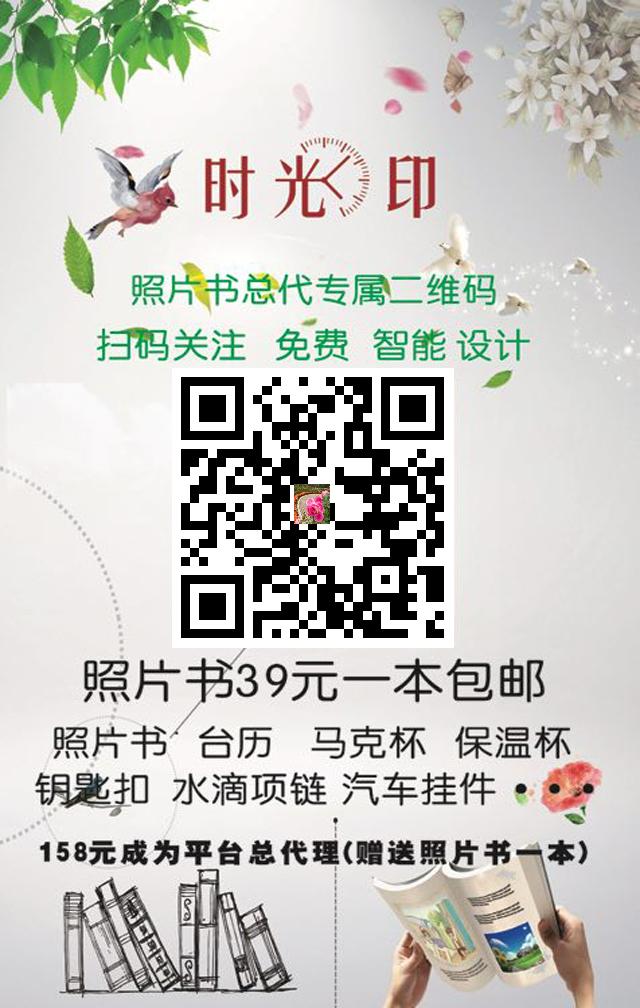 时光印
照片书总代专属二维码
扫码关注 免费 智能 设计
照片书39元一本包邮
照片书 台历 马克杯 保温杯
钥匙扣 水滴项链 汽车挂件
158元成为平台总代理(赠送照片书一本)